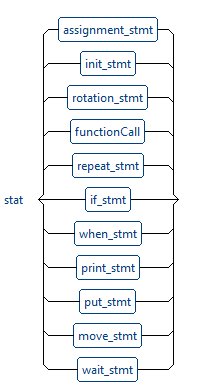 assignment_stmt
init_stmt
rotation_stmt
functionCall
repeat_stmt
stat
if_stmt
when_stmt
print_stmt
put_stmt
move_stmt
wait_stmt